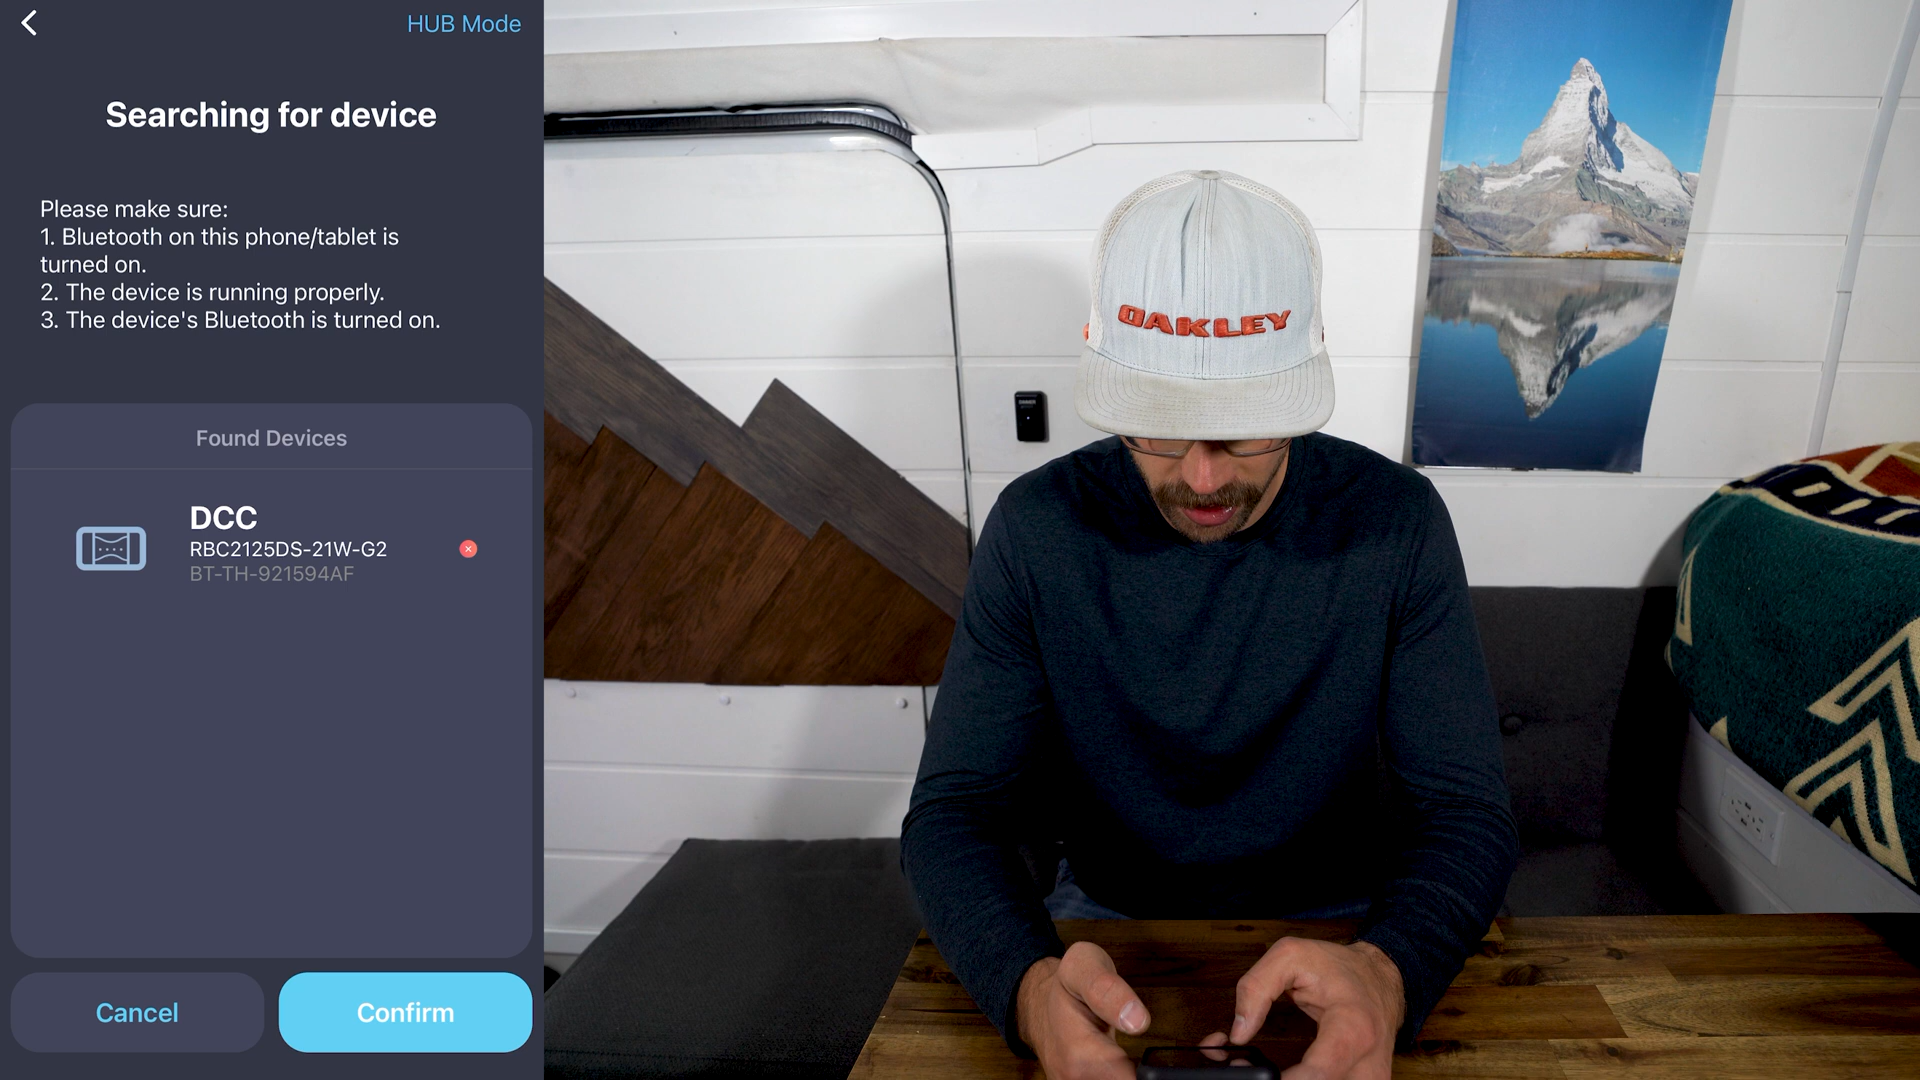 HUB Mode
Searching for device
Please make sure:
1. Bluetooth on this phone/tablet is
turned on.
2. The device is running properly.
3. The device's Bluetooth is turned on.
Found Devices
DCC
RBC2125DS-21W-G2
BT-TH-921594AF
Cancel
Confirm
OAKLEY